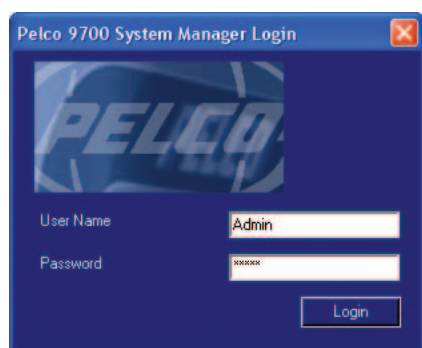 Pelco 9700 System Manager Login
PELCO
User Name
Admin
Password
*****
Login